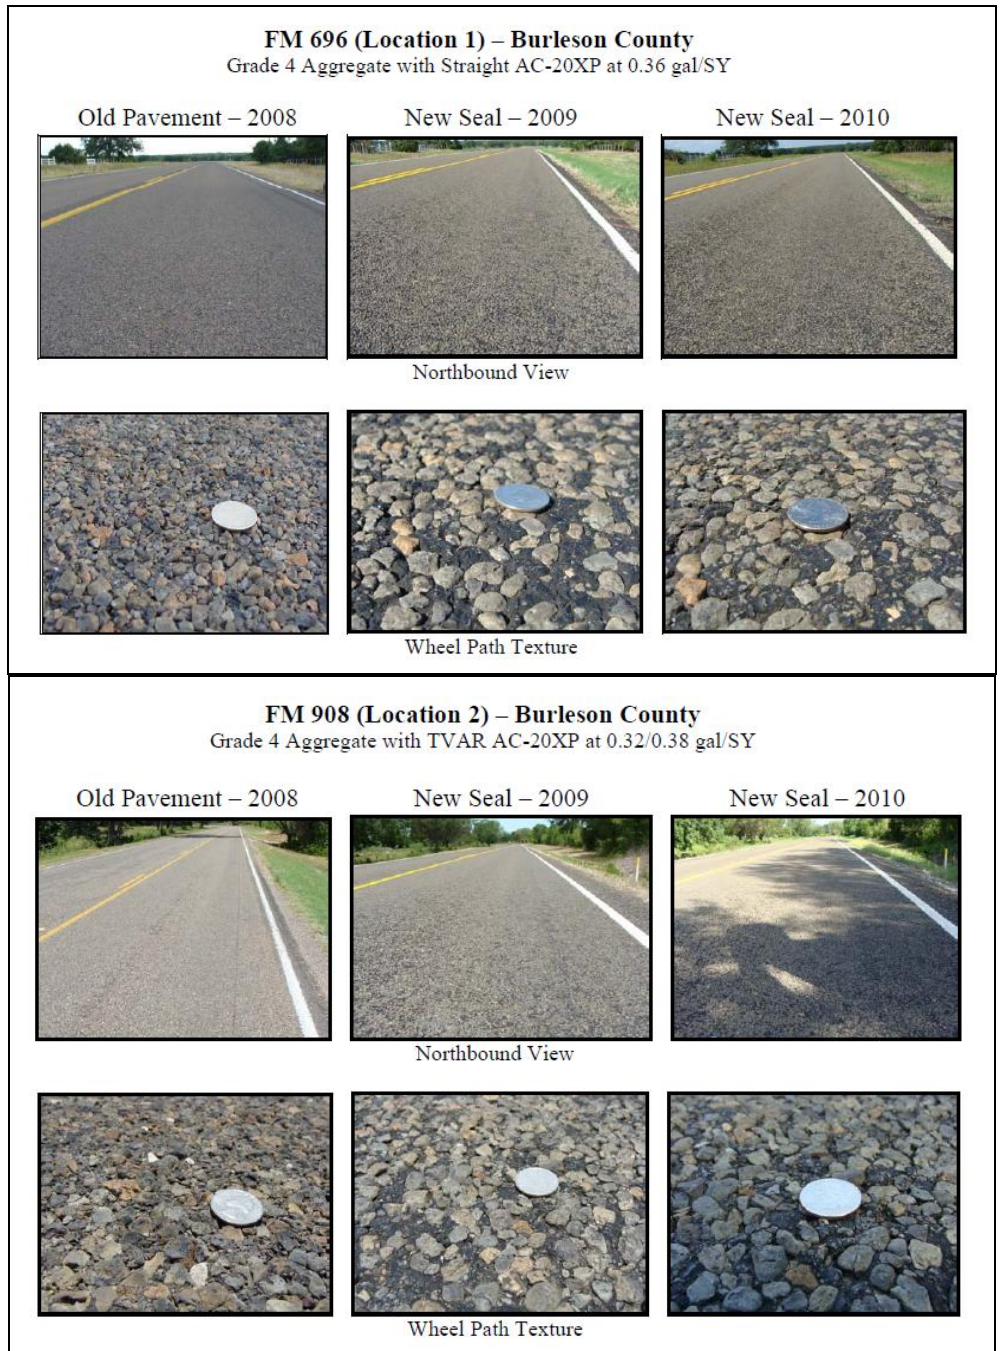 FM 696 (Location 1) – Burleson County
Grade 4 Aggregate with Straight AC-20XP at 0.36 gal/SY
Old Pavement – 2008
New Seal – 2009
New Seal – 2010
Northbound View
Wheel Path Texture
FM 908 (Location 2) – Burleson County
Grade 4 Aggregate with TVAR AC-20XP at 0.32/0.38 gal/SY
Old Pavement – 2008
New Seal – 2009
New Seal – 2010
Northbound View
Wheel Path Texture